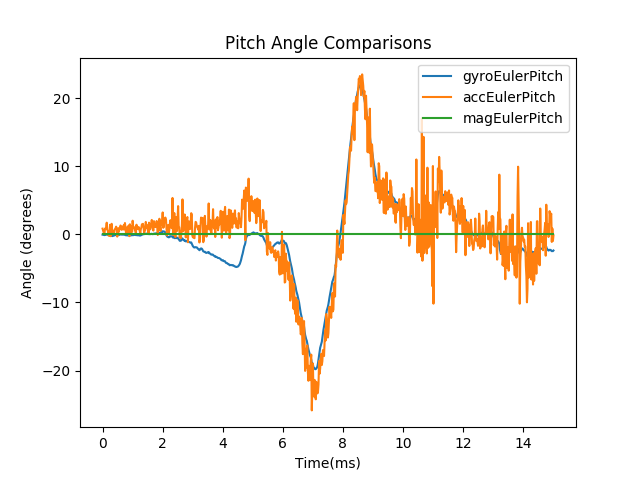 Pitch Angle Comparisons
gyroEulerPitch
accEulerPitch
magEulerPitch
Angle (degrees)
20
10
0
−10
−20
0 2 4 6 8 10 12 14
Time(ms)